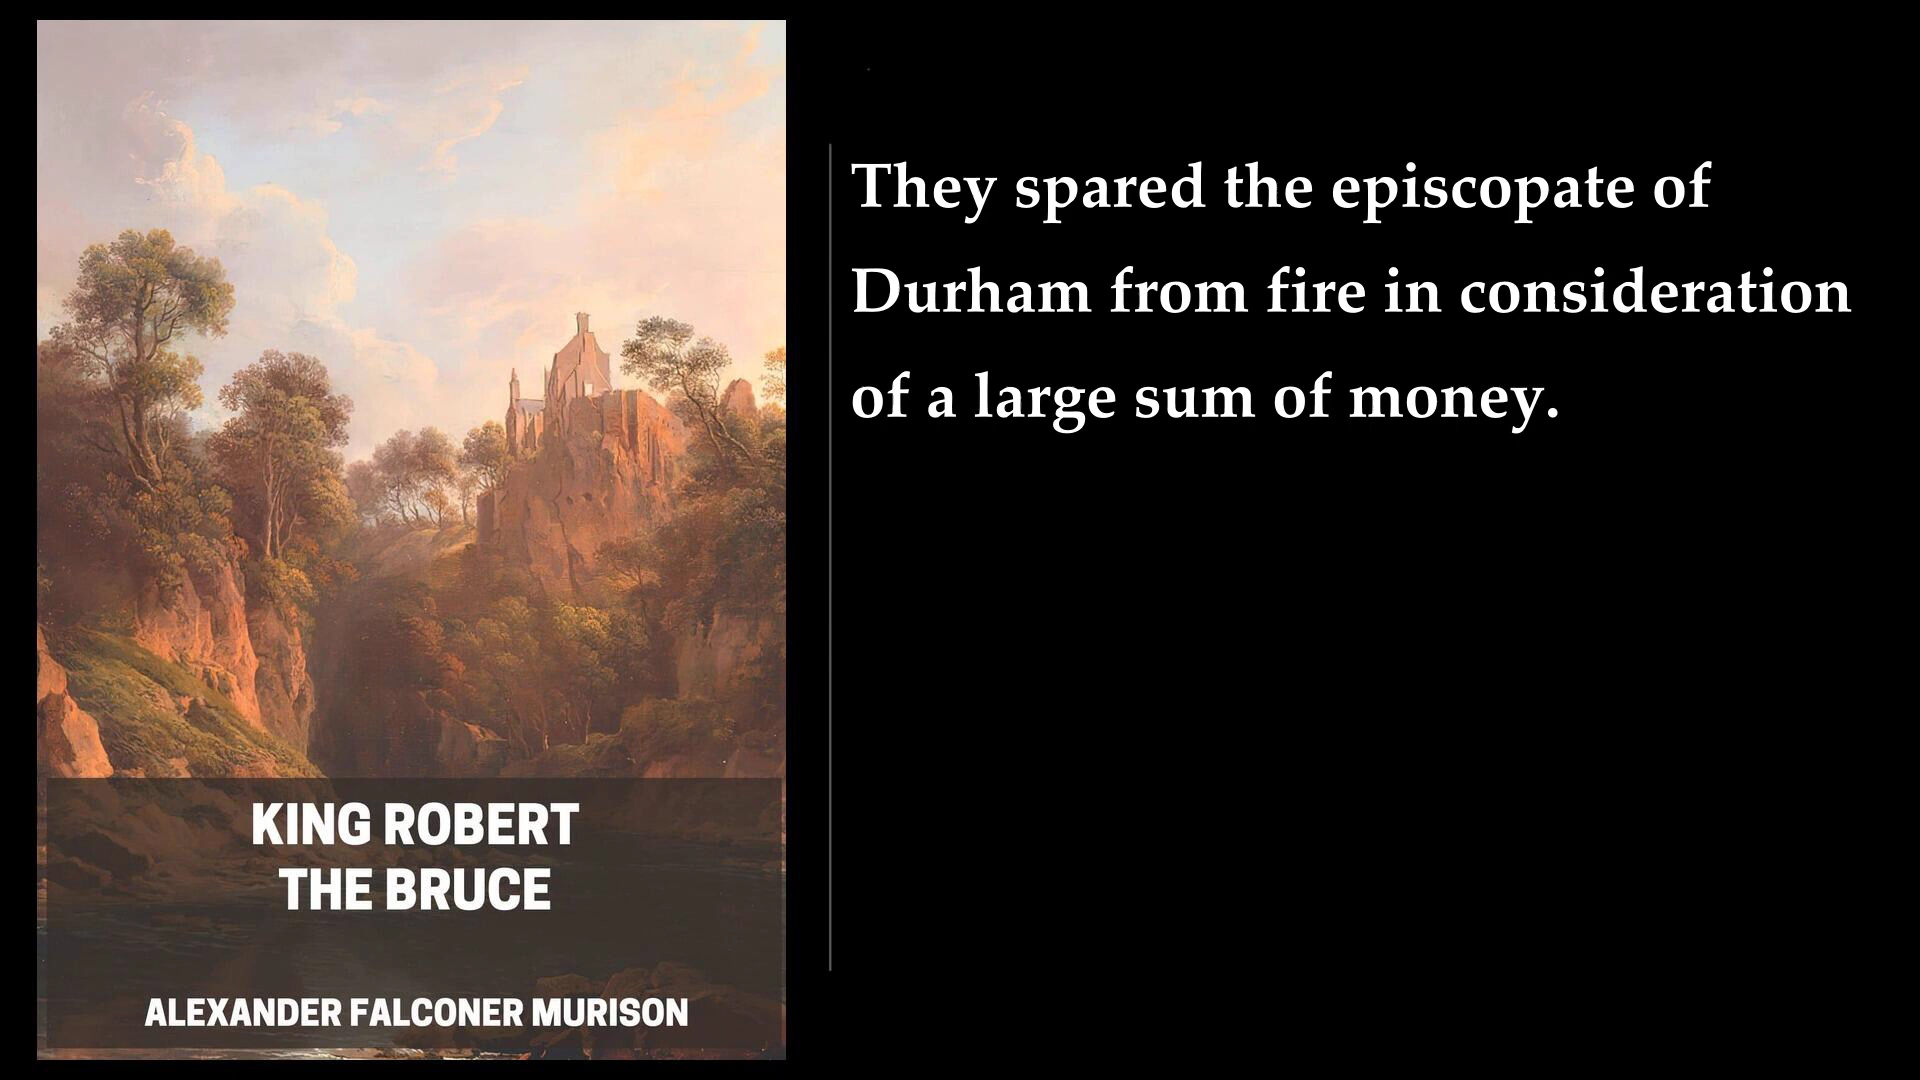 They spared the episcopate of
Durham from fire in consideration
of a large sum of money.
KING ROBERT
THE BRUCE
ALEXANDER FALCONER MURISON